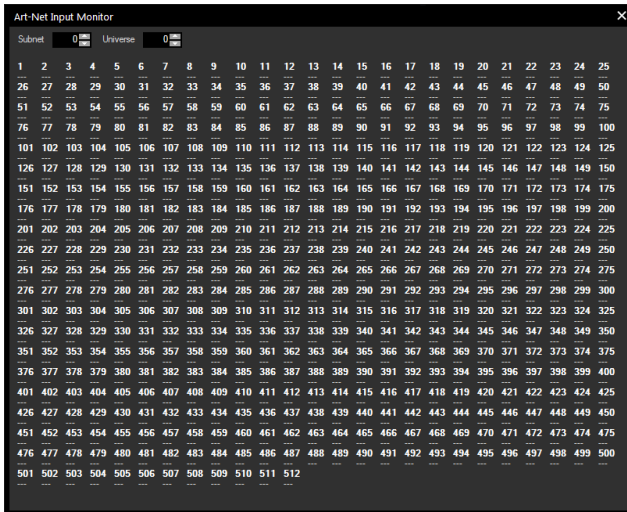 Art-Net Input Monitor
Subnet 0 Universe 0
1 2 3 4 5 6 7 8 9 10 11 12 13 14 15 16 17 18 19 20 21 22 23 24 25
--- --- --- --- --- --- --- --- --- --- --- --- --- --- --- --- --- --- --- --- --- --- --- --- ---
26 27 28 29 30 31 32 33 34 35 36 37 38 39 40 41 42 43 44 45 46 47 48 49 50
--- --- --- --- --- --- --- --- --- --- --- --- --- --- --- --- --- --- --- --- --- --- --- --- ---
51 52 53 54 55 56 57 58 59 60 61 62 63 64 65 66 67 68 69 70 71 72 73 74 75
--- --- --- --- --- --- --- --- --- --- --- --- --- --- --- --- --- --- --- --- --- --- --- --- ---
76 77 78 79 80 81 82 83 84 85 86 87 88 89 90 91 92 93 94 95 96 97 98 99 100
--- --- --- --- --- --- --- --- --- --- --- --- --- --- --- --- --- --- --- --- --- --- --- --- ---
101 102 103 104 105 106 107 108 109 110 111 112 113 114 115 116 117 118 119 120 121 122 123 124 125
--- --- --- --- --- --- --- --- --- --- --- --- --- --- --- --- --- --- --- --- --- --- --- --- ---
126 127 128 129 130 131 132 133 134 135 136 137 138 139 140 141 142 143 144 145 146 147 148 149 150
--- --- --- --- --- --- --- --- --- --- --- --- --- --- --- --- --- --- --- --- --- --- --- --- ---
151 152 153 154 155 156 157 158 159 160 161 162 163 164 165 166 167 168 169 170 171 172 173 174 175
--- --- --- --- --- --- --- --- --- --- --- --- --- --- --- --- --- --- --- --- --- --- --- --- ---
176 177 178 179 180 181 182 183 184 185 186 187 188 189 190 191 192 193 194 195 196 197 198 199 200
--- --- --- --- --- --- --- --- --- --- --- --- --- --- --- --- --- --- --- --- --- --- --- --- ---
201 202 203 204 205 206 207 208 209 210 211 212 213 214 215 216 217 218 219 220 221 222 223 224 225
--- --- --- --- --- --- --- --- --- --- --- --- --- --- --- --- --- --- --- --- --- --- --- --- ---
226 227 228 229 230 231 232 233 234 235 236 237 238 239 240 241 242 243 244 245 246 247 248 249 250
--- --- --- --- --- --- --- --- --- --- --- --- --- --- --- --- --- --- --- --- --- --- --- --- ---
251 252 253 254 255 256 257 258 259 260 261 262 263 264 265 266 267 268 269 270 271 272 273 274 275
--- --- --- --- --- --- --- --- --- --- --- --- --- --- --- --- --- --- --- --- --- --- --- --- ---
276 277 278 279 280 281 282 283 284 285 286 287 288 289 290 291 292 293 294 295 296 297 298 299 300
--- --- --- --- --- --- --- --- --- --- --- --- --- --- --- --- --- --- --- --- --- --- --- --- ---
301 302 303 304 305 306 307 308 309 310 311 312 313 314 315 316 317 318 319 320 321 322 323 324 325
--- --- --- --- --- --- --- --- --- --- --- --- --- --- --- --- --- --- --- --- --- --- --- --- ---
326 327 328 329 330 331 332 333 334 335 336 337 338 339 340 341 342 343 344 345 346 347 348 349 350
--- --- --- --- --- --- --- --- --- --- --- --- --- --- --- --- --- --- --- --- --- --- --- --- ---
351 352 353 354 355 356 357 358 359 360 361 362 363 364 365 366 367 368 369 370 371 372 373 374 375
--- --- --- --- --- --- --- --- --- --- --- --- --- --- --- --- --- --- --- --- --- --- --- --- ---
376 377 378 379 380 381 382 383 384 385 386 387 388 389 390 391 392 393 394 395 396 397 398 399 400
--- --- --- --- --- --- --- --- --- --- --- --- --- --- --- --- --- --- --- --- --- --- --- --- ---
401 402 403 404 405 406 407 408 409 410 411 412 413 414 415 416 417 418 419 420 421 422 423 424 425
--- --- --- --- --- --- --- --- --- --- --- --- --- --- --- --- --- --- --- --- --- --- --- --- ---
426 427 428 429 430 431 432 433 434 435 436 437 438 439 440 441 442 443 444 445 446 447 448 449 450
--- --- --- --- --- --- --- --- --- --- --- --- --- --- --- --- --- --- --- --- --- --- --- --- ---
451 452 453 454 455 456 457 458 459 460 461 462 463 464 465 466 467 468 469 470 471 472 473 474 475
--- --- --- --- --- --- --- --- --- --- --- --- --- --- --- --- --- --- --- --- --- --- --- --- ---
476 477 478 479 480 481 482 483 484 485 486 487 488 489 490 491 492 493 494 495 496 497 498 499 500
--- --- --- --- --- --- --- --- --- --- --- --- --- --- --- --- --- --- --- --- --- --- --- --- ---
501 502 503 504 505 506 507 508 509 510 511 512
--- --- --- --- --- --- --- --- --- --- --- ---